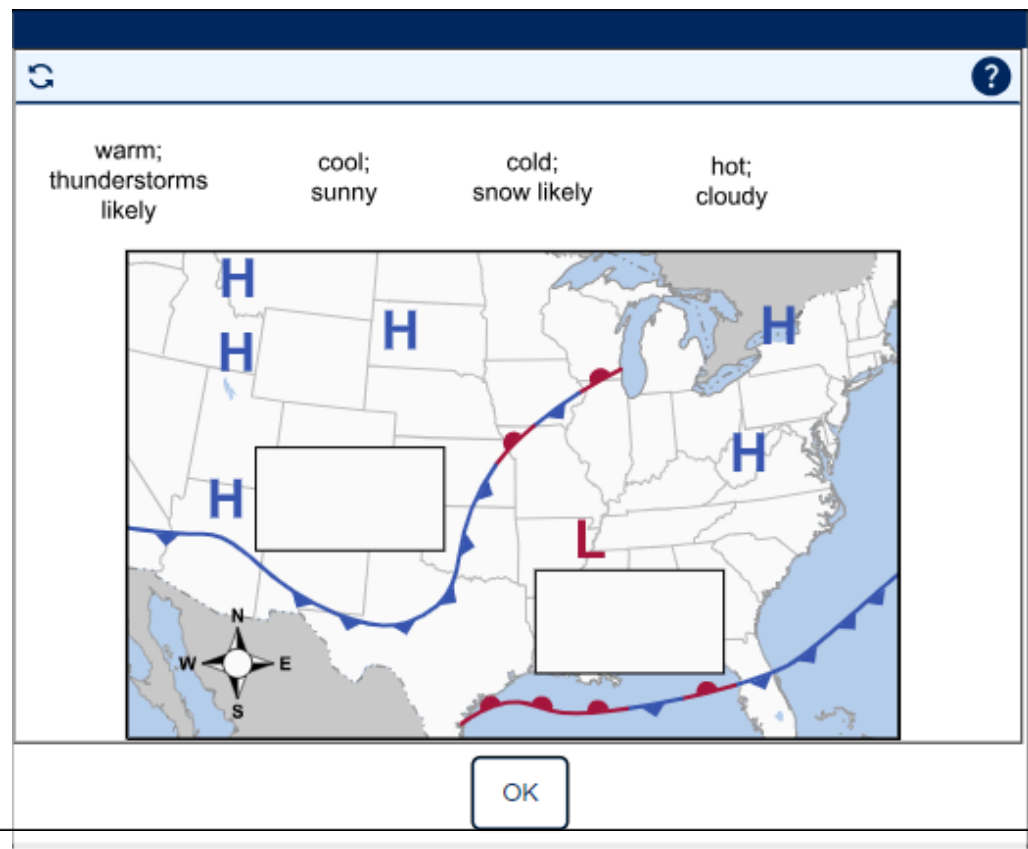 ?
warm;
thunderstorms
likely
cool;
sunny
cold;
snow likely
hot;
cloudy
H
H
H
H
H
H
L
N
W
E
S
OK